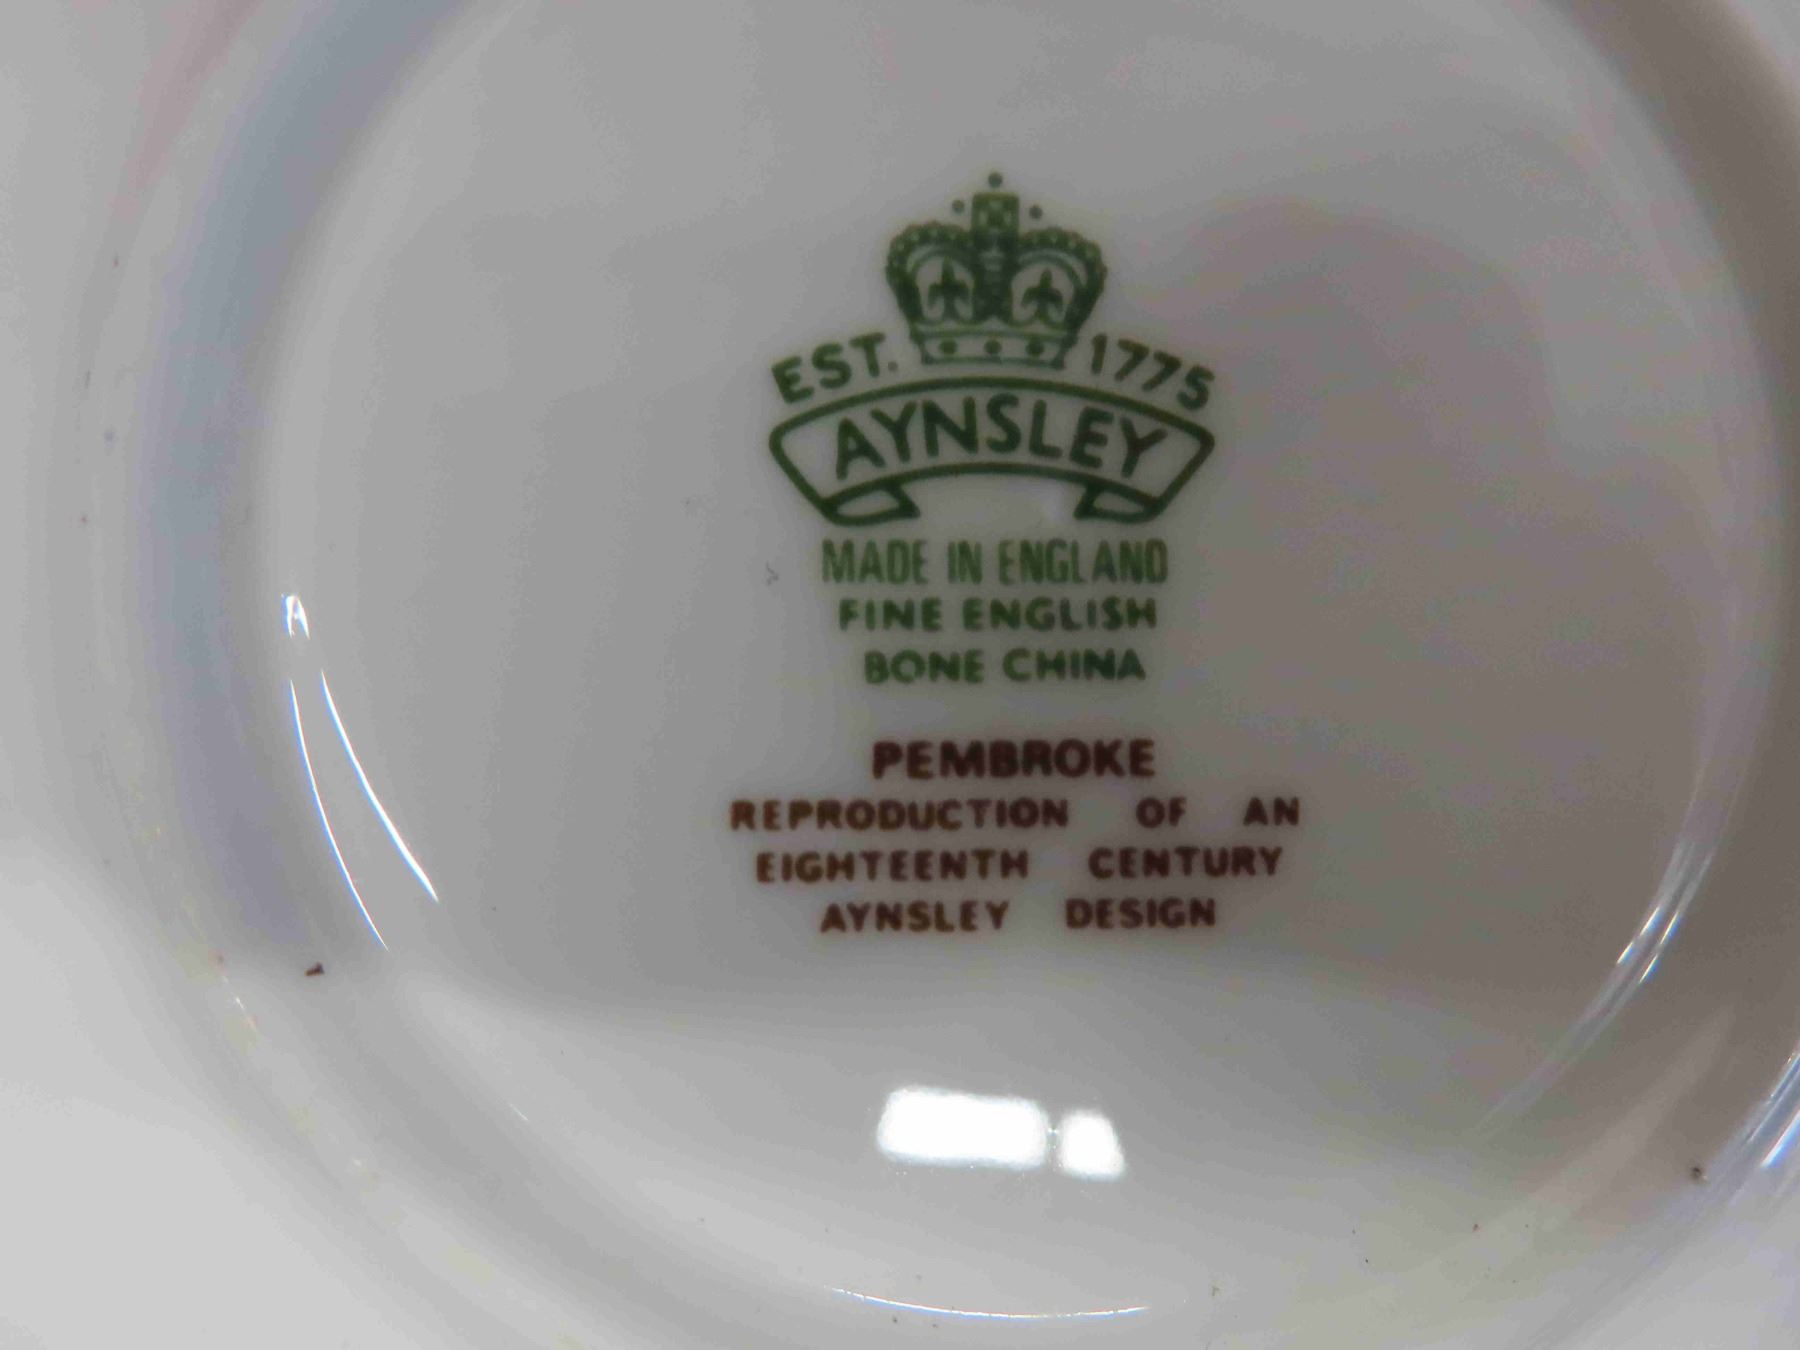 EST. 1775
AYNSLEY
MADE IN ENGLAND
FINE ENGLISH
BONE CHINA
PEMBROKE
REPRODUCTION OF AN
EIGHTEENTH CENTURY
AYNSLEY DESIGN